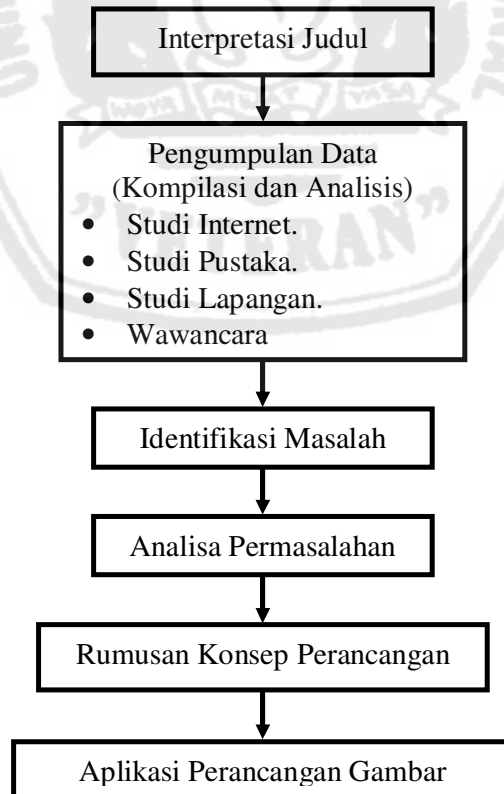 Interpretasi Judul
Pengumpulan Data
(Kompilasi dan Analisis)
• Studi Internet.
• Studi Pustaka.
• Studi Lapangan.
• Wawancara
Identifikasi Masalah
Analisa Permasalahan
Rumusan Konsep Perancangan
Aplikasi Perancangan Gambar